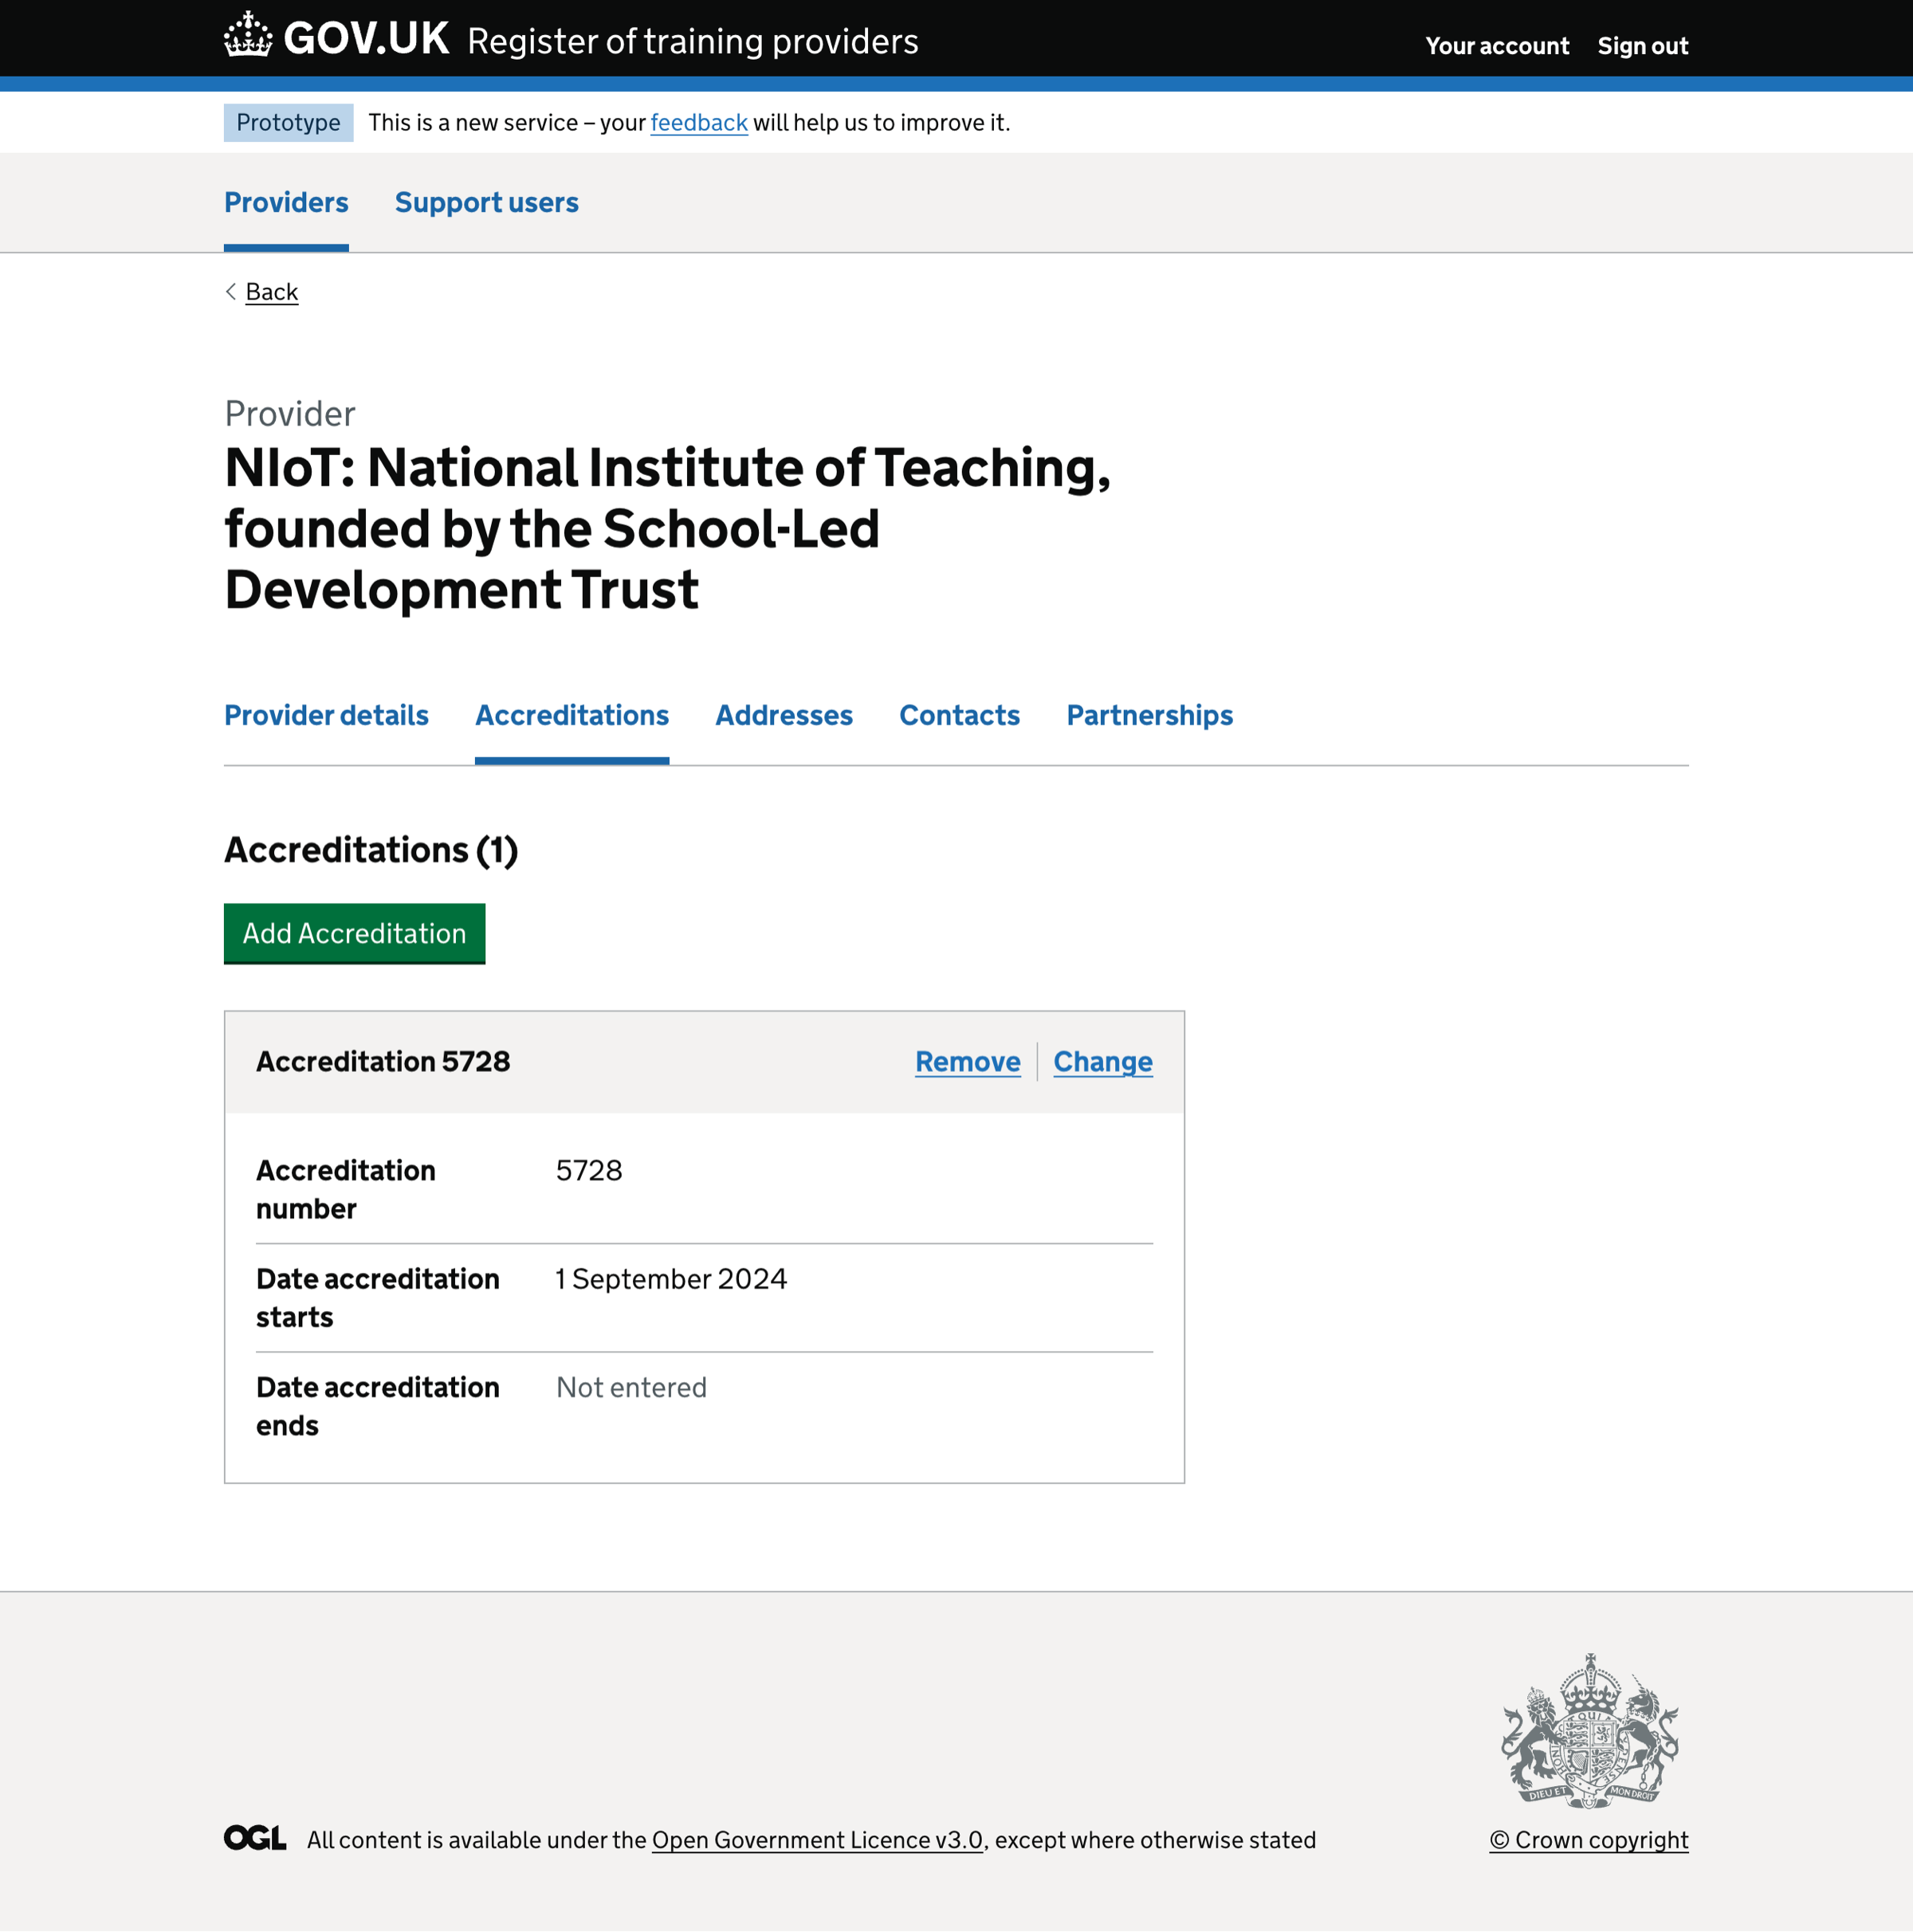 GOV.UK Register of training providers
Your account Sign out
Prototype This is a new service – your feedback will help us to improve it.
Providers Support users
Back
Provider
NIoT: National Institute of Teaching,
founded by the School-Led
Development Trust
Provider details Accreditations Addresses Contacts Partnerships
Accreditations (1)
Add Accreditation
Accreditation 5728 Remove Change
Accreditation 5728
number
Date accreditation 1 September 2024
starts
Date accreditation Not entered
ends
DIEU ET MON DROIT
OGL All content is available under the Open Government Licence v3.0, except where otherwise stated
© Crown copyright